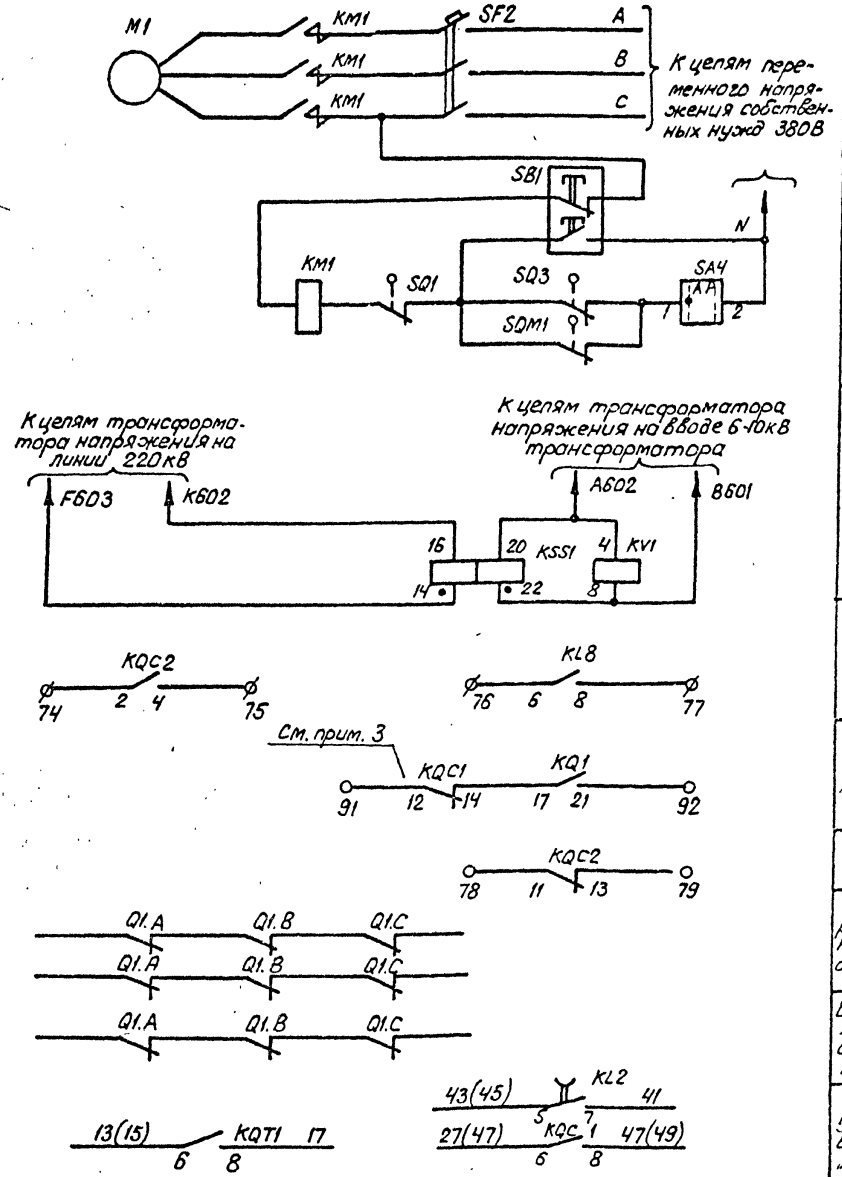 M1
KM1
SF2
A
KM1
B
KM1
C
К цепям пере-
менного напря-
жения собствен-
ных нужд 380В
SB1
N
KM1
SQ1
SQ3
SA4
A P
SQM1
1
2
К цепям трансформа-
тора напряжения на
линии 220кВ
К цепям трансформатора
напряжения на вводе 6-10кВ
трансформатора
F603
K602
A602
B601
16
20
KSS1
4
KV1
14
22
8
KQC2
74
2
4
75
KL8
76
6
8
77
См. прим. 3
KQC1
KQ1
91
12
14
17
21
92
KQC2
78
11
13
79
Q1.A
Q1.B
Q1.C
Q1.A
Q1.B
Q1.C
Q1.A
Q1.B
Q1.C
43(45)
KL2
41
5
7
13(15)
KQT1
17
6
8
27(47)
KQC1
47(49)
6
8